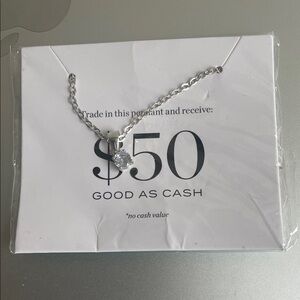 Trade in this pendant and receive:
$50
GOOD AS CASH
*no cash value